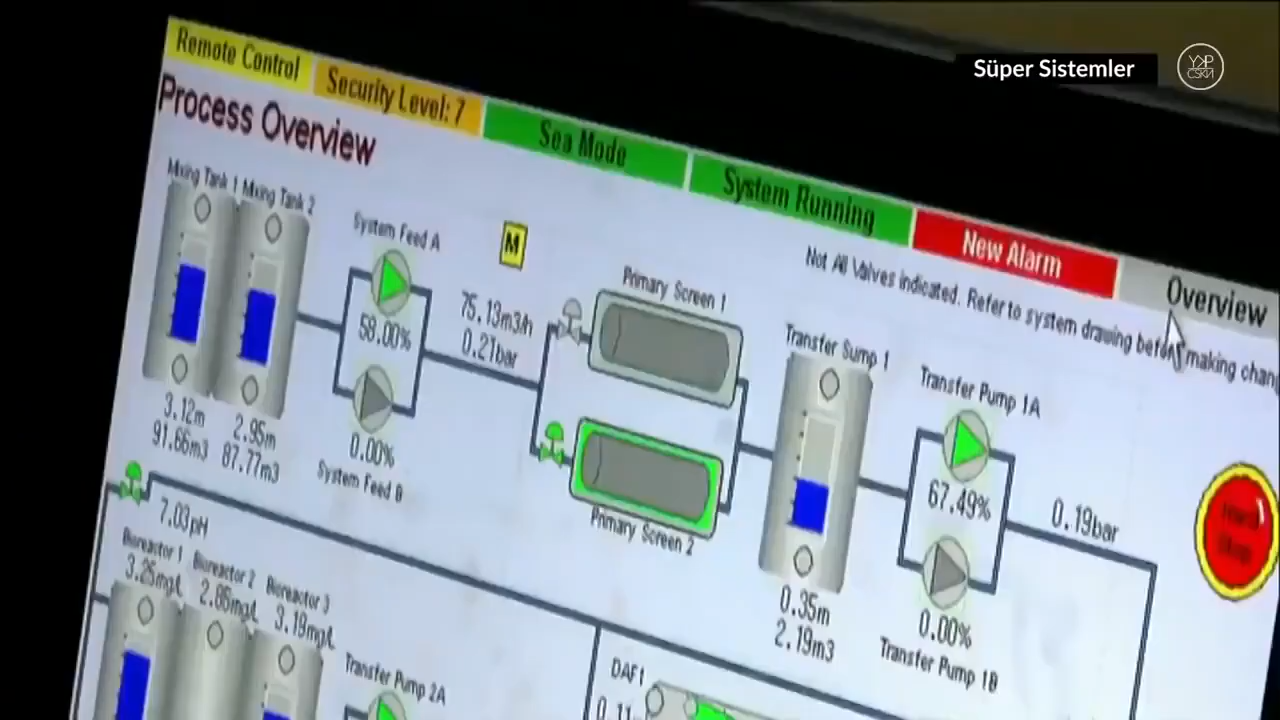 Süper Sistemler
Remote Control
Security Level: 7
Sea Mode
System Running
New Alarm
Overview
Process Overview
Not All Valves indicated. Refer to system drawing before making chan
Mixing Tank 1
Mixing Tank 2
3.12m
91.66m3
2.95m
87.77m3
System Feed A
58.00%
0.00%
System Feed B
M
75.13m3/h
0.21bar
Primary Screen 1
Primary Screen 2
Transfer Sump 1
0.35m
2.19m3
Transfer Pump 1A
67.49%
0.00%
Transfer Pump 1B
0.19bar
7.03pH
Bioreactor 1
3.25mg/L
Bioreactor 2
2.85mg/L
Bioreactor 3
3.19mg/L
Transfer Pump 2A
DAF1